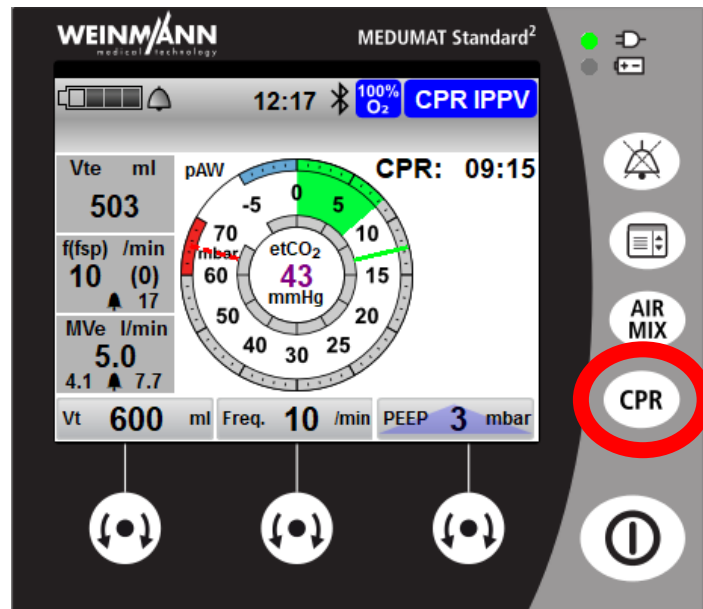 WEINMANN
medical technology
MEDUMAT Standard²
12:17 100% O₂ CPR IPPV
Vte ml
503
f(fsp) /min
10 (0)
17
MVe l/min
5.0
4.1 7.7
pAW
CPR: 09:15
-5 0 5 10 15 20 25 30 40 50 60 70
mbar
etCO₂
43
mmHg
Vt 600 ml Freq. 10 /min PEEP 3 mbar
AIR
MIX
CPR